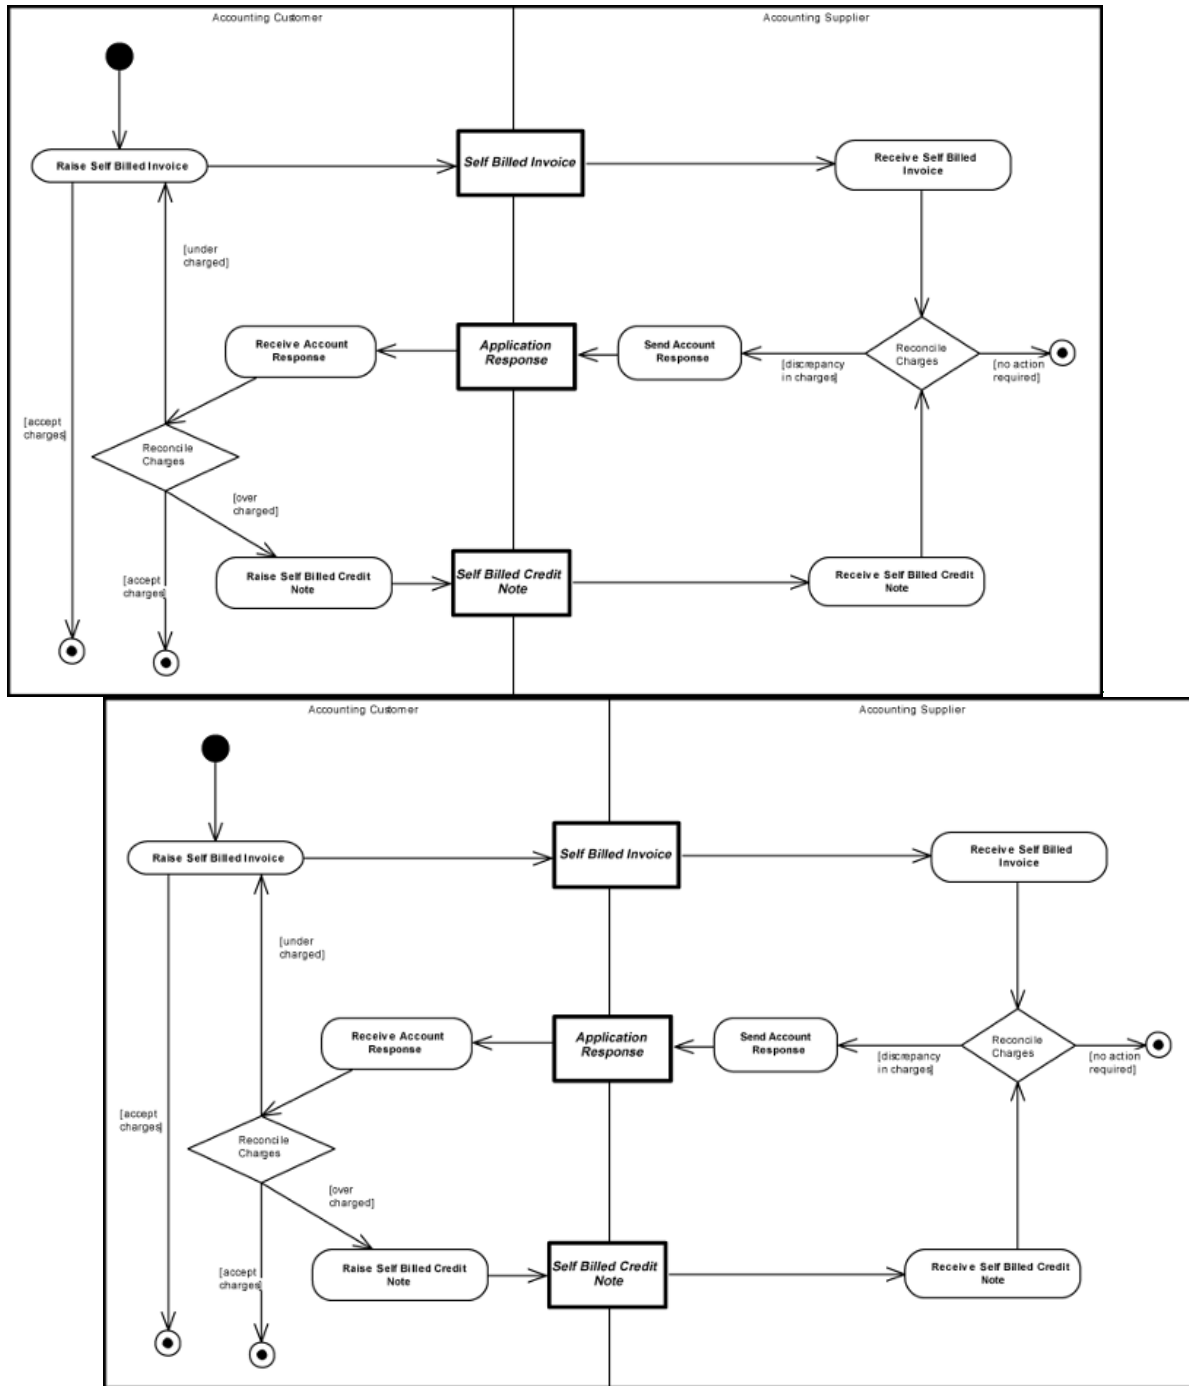 Accounting Customer
Accounting Supplier
Raise Self Billed Invoice
Self Billed Invoice
Receive Self Billed
Invoice
[under
charged]
Receive Account
Response
Application
Response
Send Account
Response
Reconcile
Charges
[discrepancy
in charges]
[no action
required]
[accept
charges]
Reconcile
Charges
[over
charged]
[accept
charges]
Raise Self Billed Credit
Note
Self Billed Credit
Note
Receive Self Billed Credit
Note
Accounting Customer
Accounting Supplier
Raise Self Billed Invoice
Self Billed Invoice
Receive Self Billed
Invoice
[under
charged]
Receive Account
Response
Application
Response
Send Account
Response
Reconcile
Charges
[discrepancy
in charges]
[no action
required]
[accept
charges]
Reconcile
Charges
[over
charged]
[accept
charges]
Raise Self Billed Credit
Note
Self Billed Credit
Note
Receive Self Billed Credit
Note